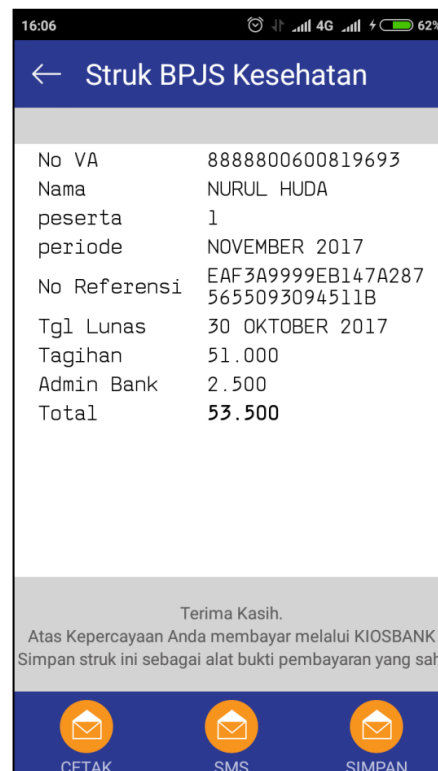 16:06 4G 62%
Struk BPJS Kesehatan
No VA 8888800600819693
Nama NURUL HUDA
peserta 1
periode NOVEMBER 2017
No Referensi EAF3A9999EB147A287
5655093094511B
Tgl Lunas 30 OKTOBER 2017
Tagihan 51.000
Admin Bank 2.500
Total 53.500
Terima Kasih.
Atas Kepercayaan Anda membayar melalui KIOSBANK
Simpan struk ini sebagai alat bukti pembayaran yang sah
CETAK SMS SIMPAN